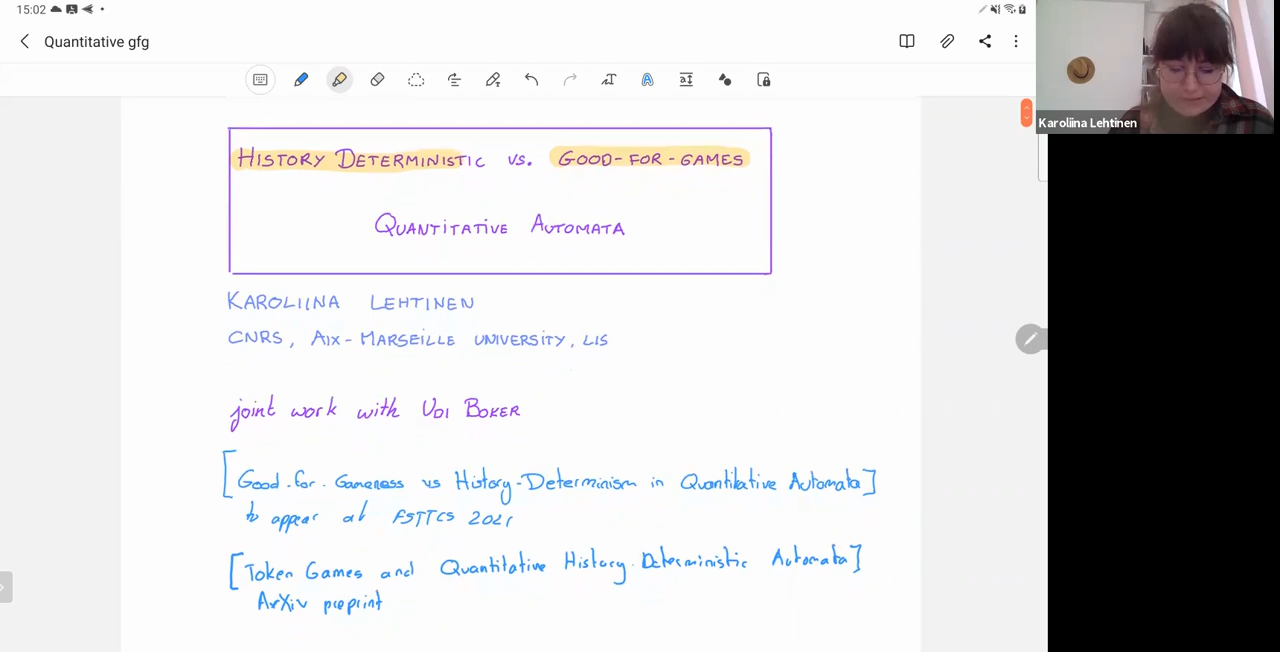 15:02
Quantitative gfg
Karoliina Lehtinen
HISTORY DETERMINISTIC VS. GOOD-FOR-GAMES
QUANTITATIVE AUTOMATA
KAROLIINA LEHTINEN
CNRS, AIX-MARSEILLE UNIVERSITY, LIS
joint work with UDI BOKER
[Good-for-Gameness vs History-Determinism in Quantitative Automata]
to appear at FSTTCS 2021
[Token Games and Quantitative History-Deterministic Automata]
ArXiv preprint